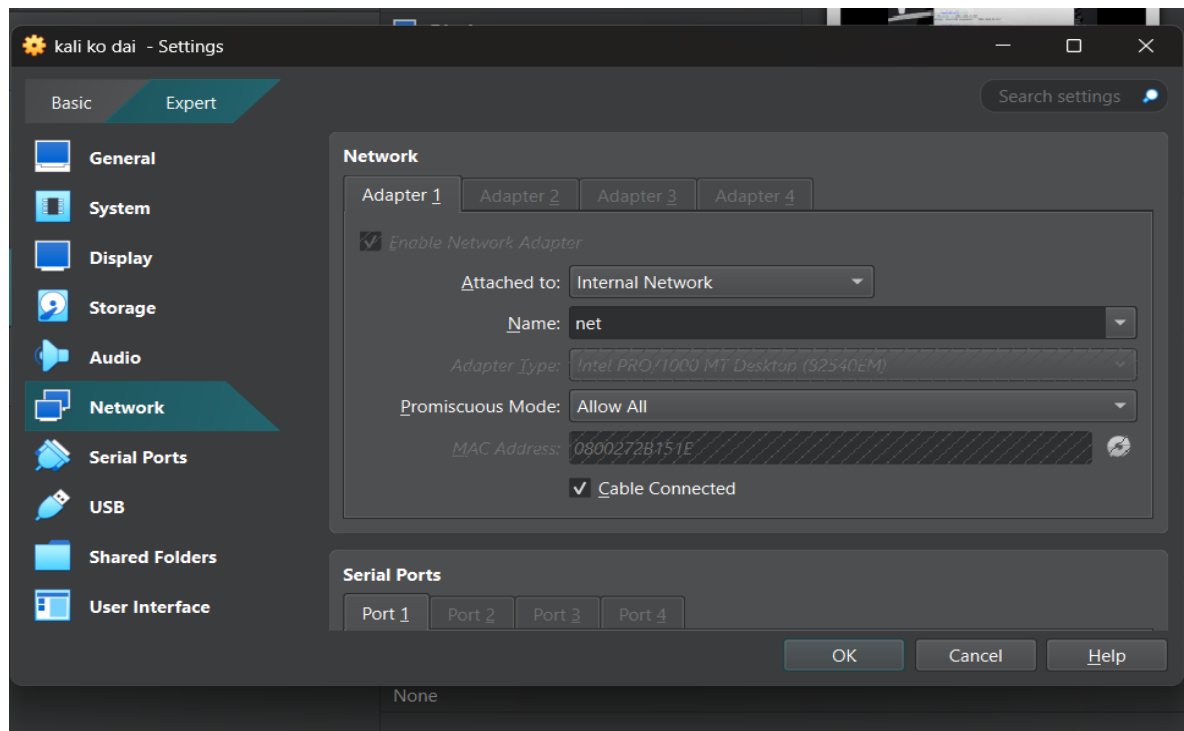 kali ko dai - Settings
Basic
Expert
Search settings
General
System
Display
Storage
Audio
Network
Serial Ports
USB
Shared Folders
User Interface
Network
Adapter 1
Adapter 2
Adapter 3
Adapter 4
Enable Network Adapter
Attached to: Internal Network
Name: net
Adapter Type: Intel PRO/1000 MT Desktop (82540EM)
Promiscuous Mode: Allow All
MAC Address: 0800272B151E
Cable Connected
Serial Ports
Port 1
Port 2
Port 3
Port 4
OK
Cancel
Help
None